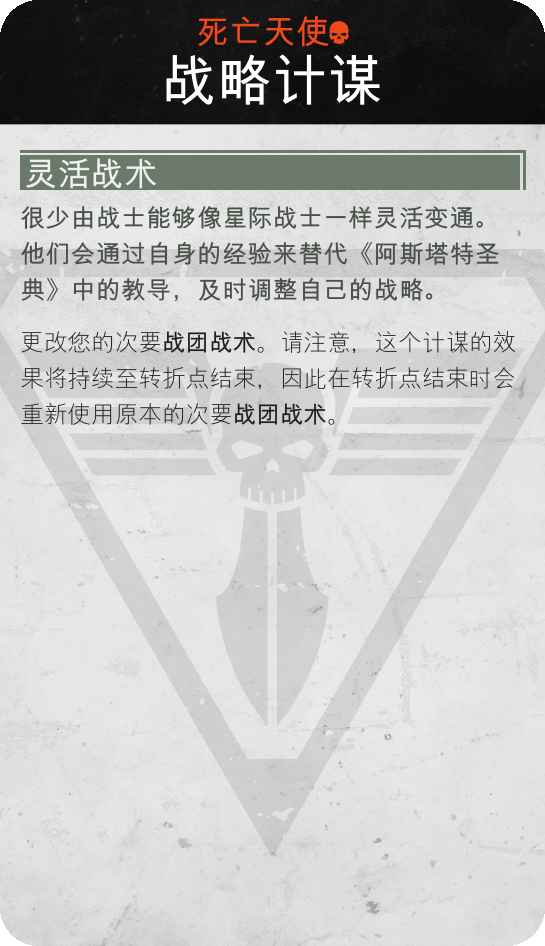 死亡天使
战略计谋
灵活战术
很少由战士能够像星际战士一样灵活变通。
他们会通过自身的经验来替代《阿斯塔特圣
典》中的教导，及时调整自己的战略。
更改您的次要战团战术。请注意，这个计谋的效
果将持续至转折点结束，因此在转折点结束时会
重新使用原本的次要战团战术。